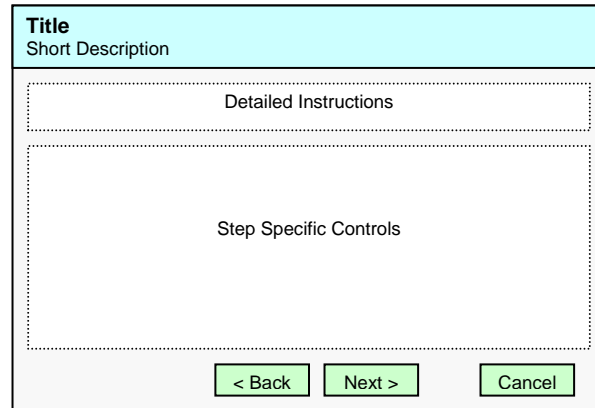 Title
Short Description
Detailed Instructions
Step Specific Controls
< Back Next > Cancel